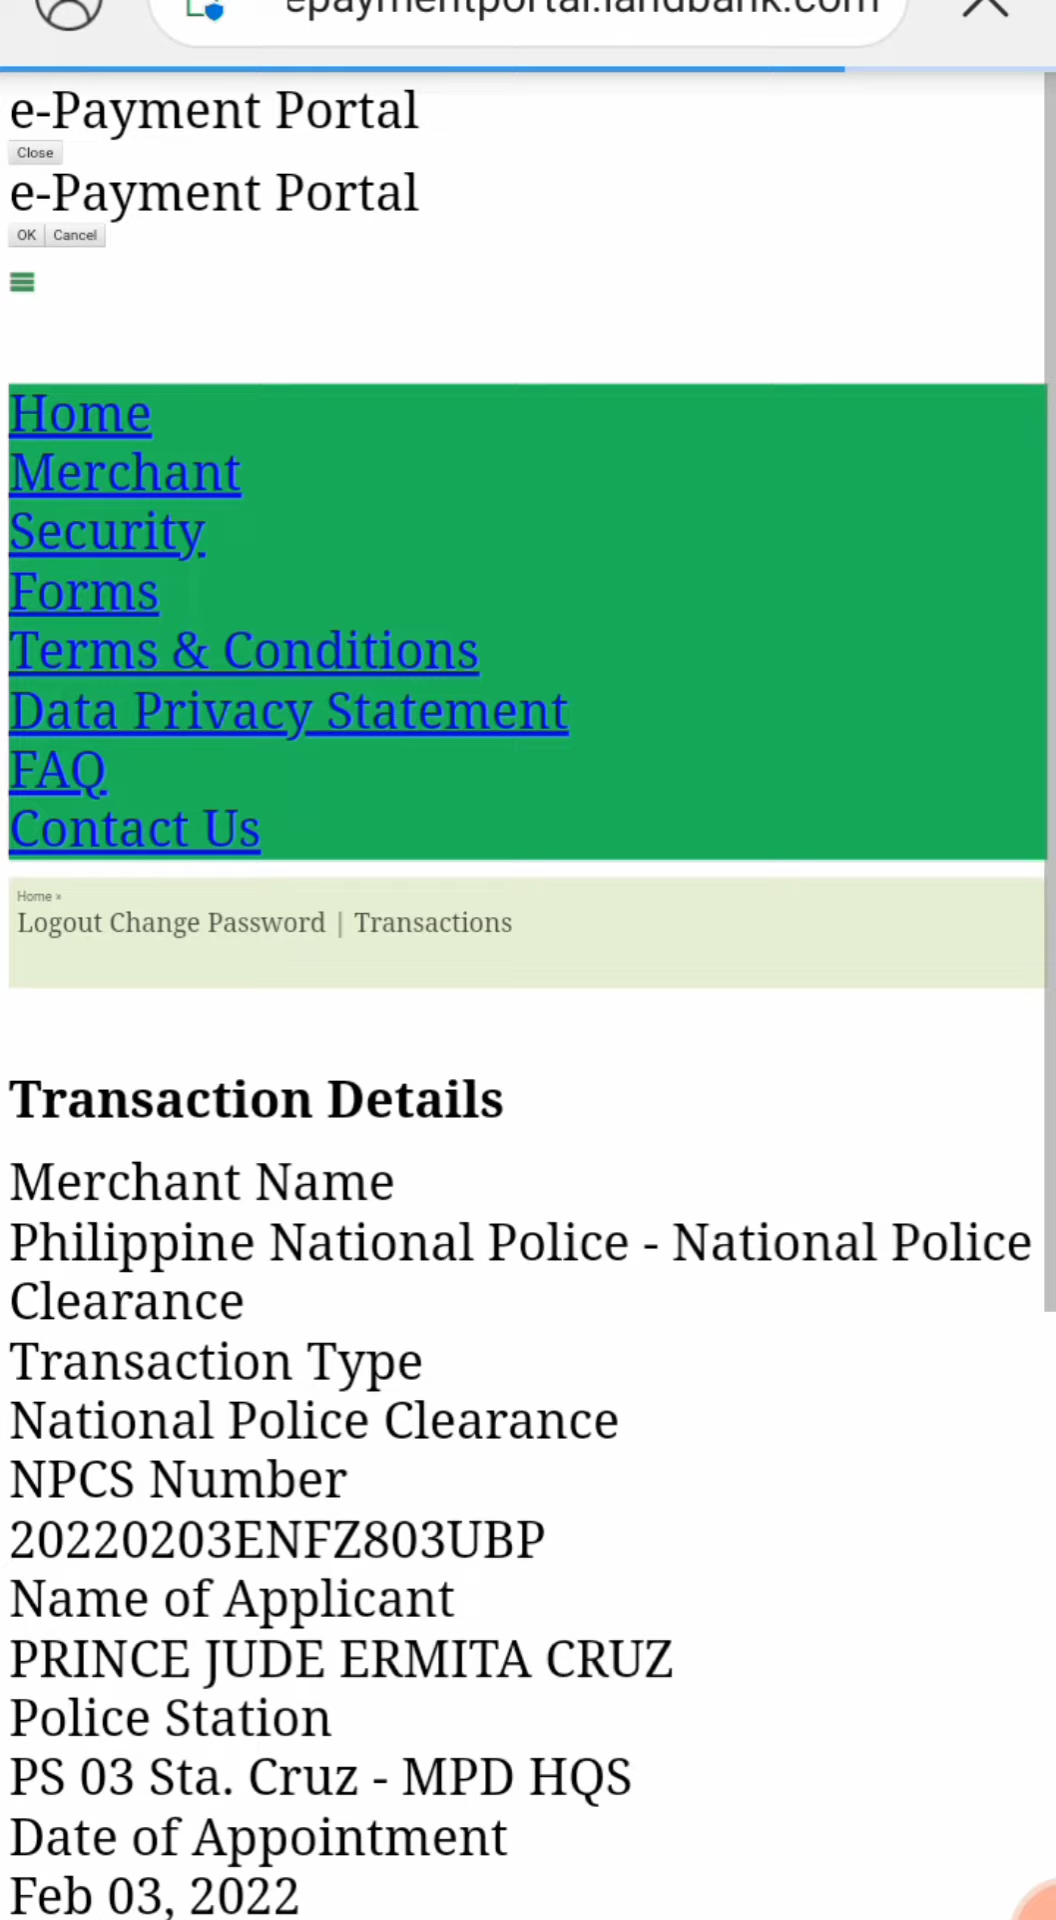 epaymentportal.landbank.com
e-Payment Portal
Close
e-Payment Portal
OK Cancel
Home
Merchant
Security
Forms
Terms & Conditions
Data Privacy Statement
FAQ
Contact Us
Home »
Logout Change Password | Transactions
Transaction Details
Merchant Name
Philippine National Police - National Police
Clearance
Transaction Type
National Police Clearance
NPCS Number
20220203ENFZ803UBP
Name of Applicant
PRINCE JUDE ERMITA CRUZ
Police Station
PS 03 Sta. Cruz - MPD HQS
Date of Appointment
Feb 03, 2022